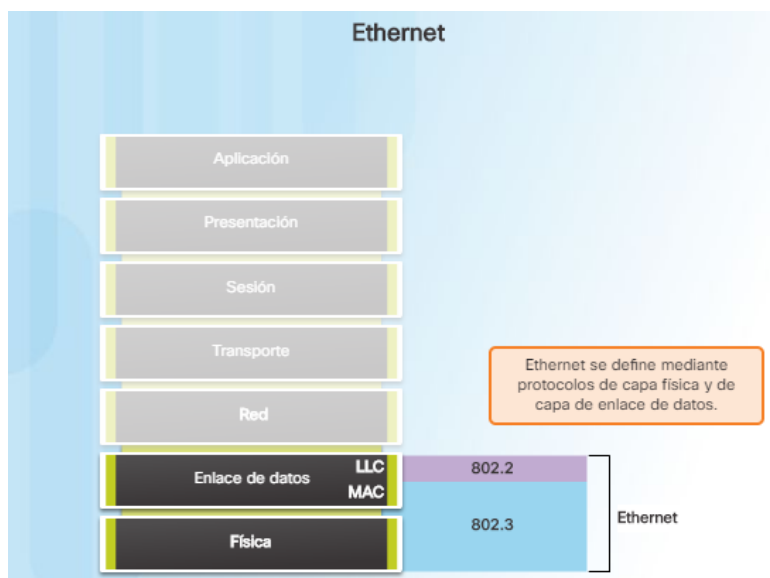 Ethernet
Aplicación
Presentación
Sesión
Transporte
Red
Ethernet se define mediante
protocolos de capa física y de
capa de enlace de datos.
Enlace de datos
LLC
MAC
802.2
802.3
Ethernet
Física